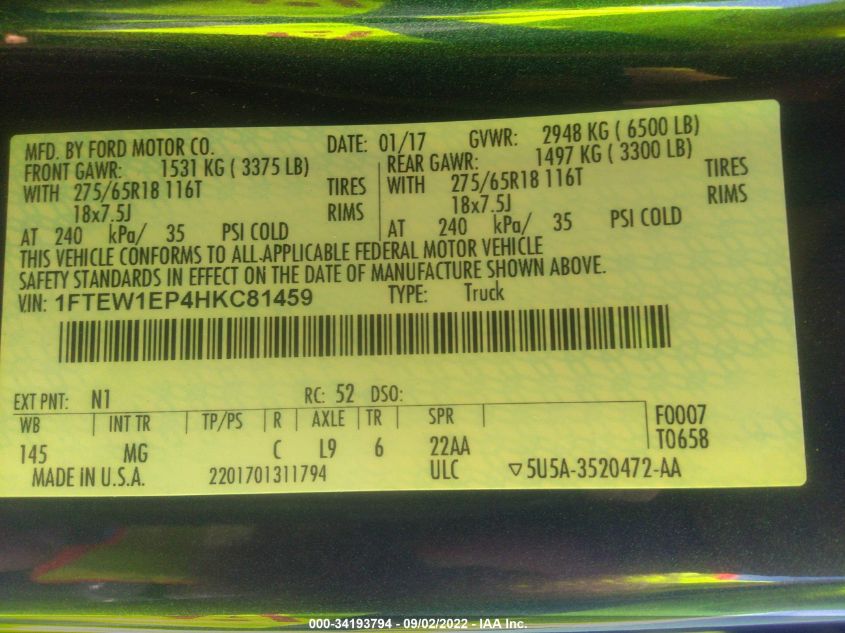 MFD. BY FORD MOTOR CO. DATE: 01/17 GVWR: 2948 KG ( 6500 LB)
FRONT GAWR: 1531 KG ( 3375 LB) REAR GAWR: 1497 KG ( 3300 LB)
WITH 275/65R18 116T TIRES WITH 275/65R18 116T TIRES
18x7.5J RIMS 18x7.5J RIMS
AT 240 kPa/ 35 PSI COLD AT 240 kPa/ 35 PSI COLD
THIS VEHICLE CONFORMS TO ALL APPLICABLE FEDERAL MOTOR VEHICLE
SAFETY STANDARDS IN EFFECT ON THE DATE OF MANUFACTURE SHOWN ABOVE.
VIN: 1FTEW1EP4HKC81459 TYPE: Truck
EXT PNT: N1 RC: 52 DSO:
WB INT TR TP/PS R AXLE TR SPR F0007
145 MG C L9 6 22AA T0658
MADE IN U.S.A. 2201701311794 ULC ▽5U5A-3520472-AA
000-34193794 - 09/02/2022 - IAA Inc.